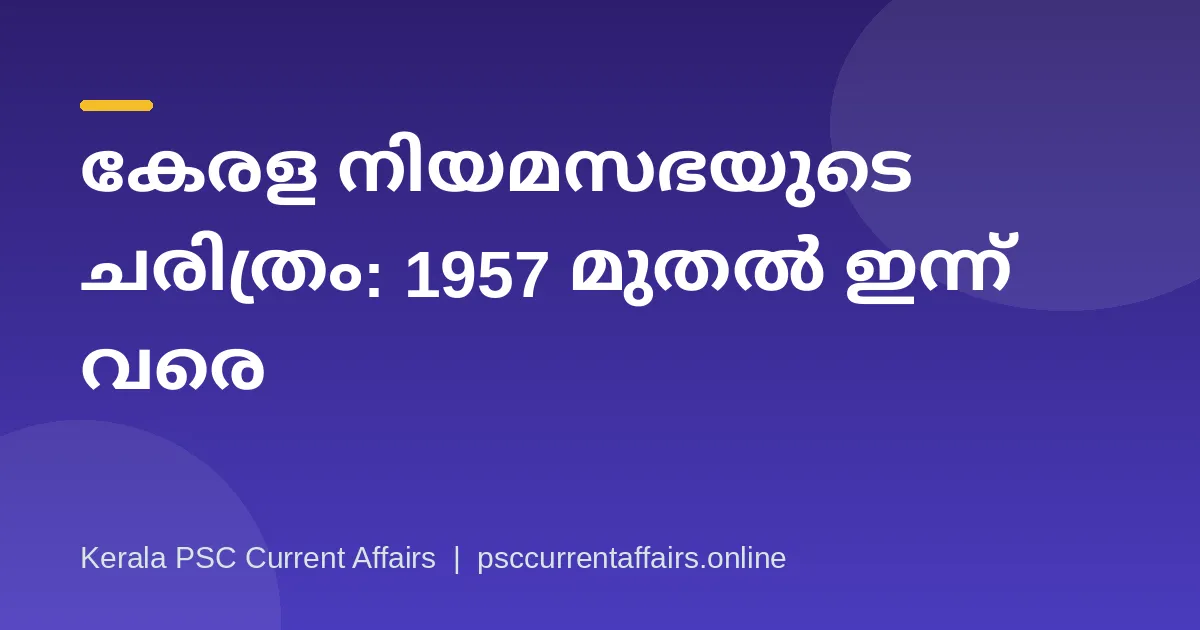 കേരള നിയമസഭയുടെ
ചരിത്രം: 1957 മുതൽ ഇന്ന്
വരെ
Kerala PSC Current Affairs | psccurrentaffairs.online